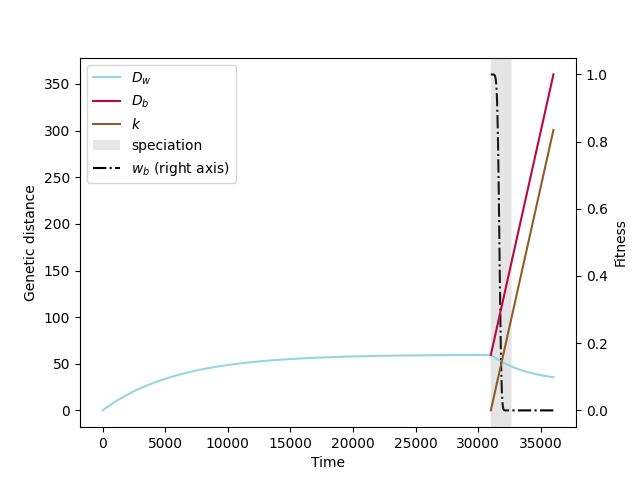 D_w
D_b
k
speciation
w_b (right axis)
Genetic distance
350
300
250
200
150
100
50
0
1.0
0.8
0.6
0.4
0.2
0.0
Fitness
0 5000 10000 15000 20000 25000 30000 35000
Time